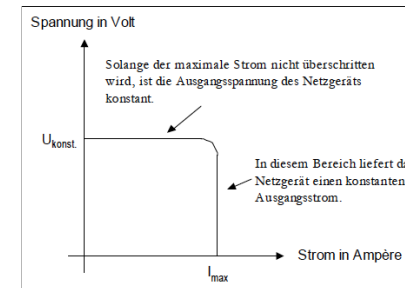 Spannung in Volt
Solange der maximale Strom nicht überschritten
wird, ist die Ausgangsspannung des Netzgeräts
konstant.
Ukonst.
In diesem Bereich liefert
Netzgerät einen konstanten
Ausgangsstrom.
Strom in Ampère
Imax